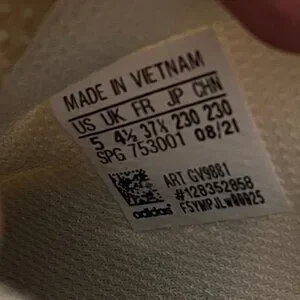 MADE IN VIETNAM
US UK FR JP CHN
5 4½ 37⅓ 230 230
SPG 753001 08/21
ART GV9881
#128352858
adidas